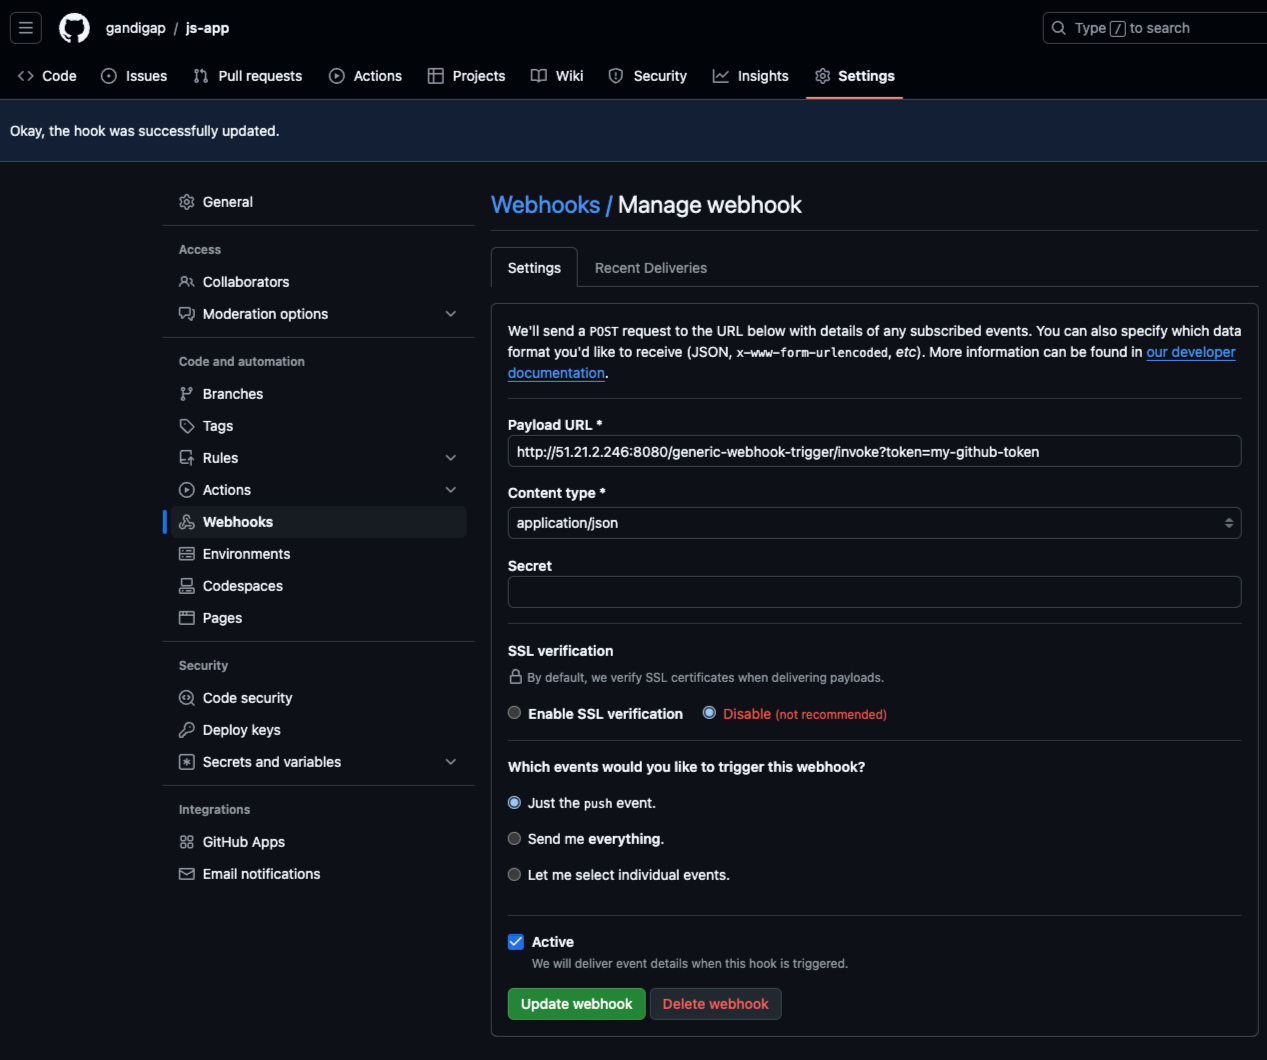 gandigap / js-app
Type / to search
Code Issues Pull requests Actions Projects Wiki Security Insights Settings
Okay, the hook was successfully updated.
General
Access
Collaborators
Moderation options
Code and automation
Branches
Tags
Rules
Actions
Webhooks
Environments
Codespaces
Pages
Security
Code security
Deploy keys
Secrets and variables
Integrations
GitHub Apps
Email notifications
Webhooks / Manage webhook
Settings Recent Deliveries
We'll send a POST request to the URL below with details of any subscribed events. You can also specify which data
format you'd like to receive (JSON, x-www-form-urlencoded, etc). More information can be found in our developer
documentation.
Payload URL *
http://51.21.2.246:8080/generic-webhook-trigger/invoke?token=my-github-token
Content type *
application/json
Secret
SSL verification
By default, we verify SSL certificates when delivering payloads.
Enable SSL verification Disable (not recommended)
Which events would you like to trigger this webhook?
Just the push event.
Send me everything.
Let me select individual events.
Active
We will deliver event details when this hook is triggered.
Update webhook Delete webhook